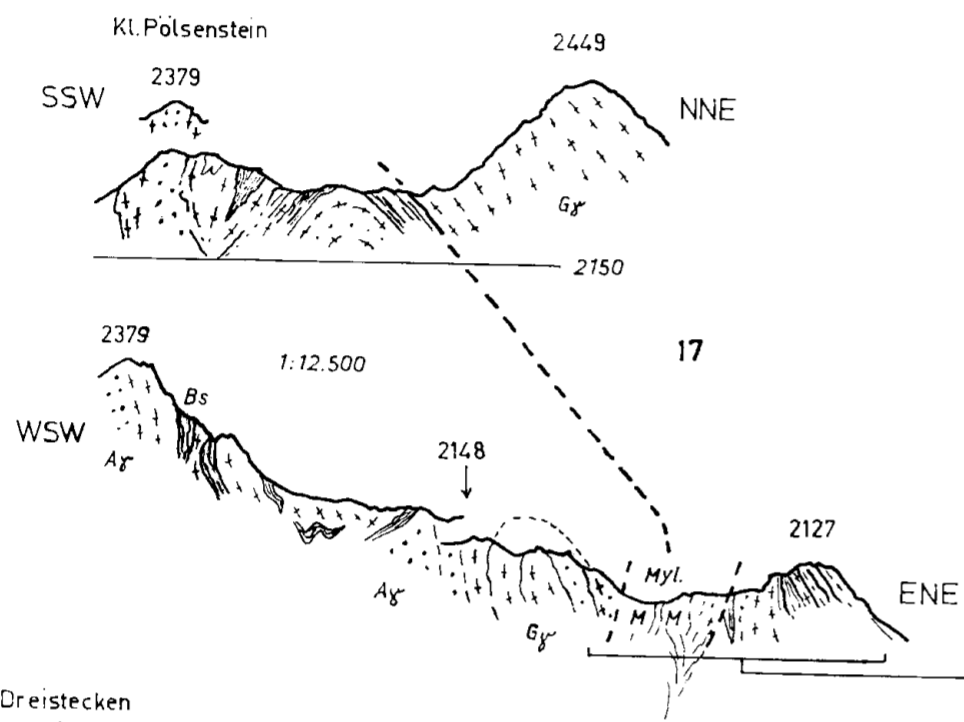 Kl. Pölsenstein
2449
2379
SSW
NNE
Gγ
2150
2379
1:12.500
17
Bs
WSW
2148
Aγ
2127
Myl.
Aγ
ENE
M M
Gγ
Dreistecken